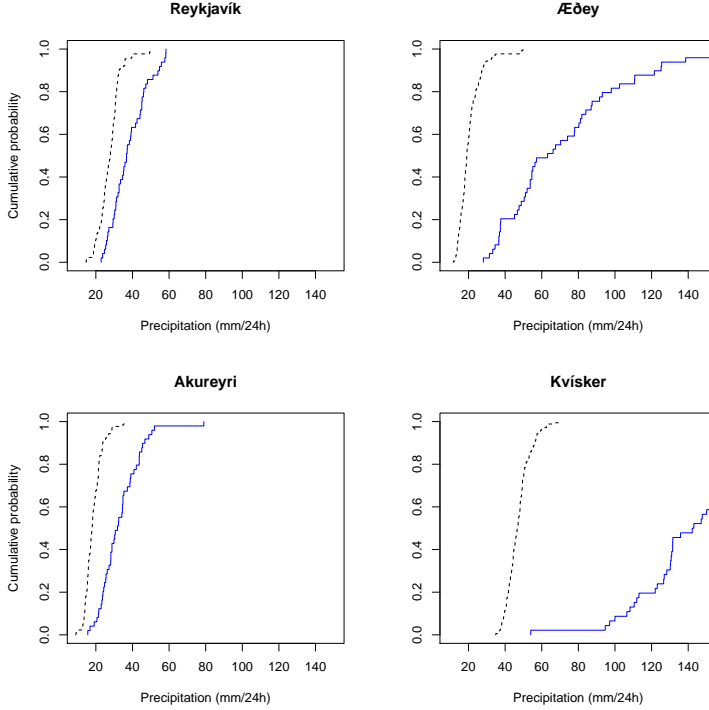 Reykjavík
Cumulative probability
0.0 0.2 0.4 0.6 0.8 1.0
20 40 60 80 100 120 140
Precipitation (mm/24h)
Æðey
0.0 0.2 0.4 0.6 0.8 1.0
20 40 60 80 100 120 140
Precipitation (mm/24h)
Akureyri
Cumulative probability
0.0 0.2 0.4 0.6 0.8 1.0
20 40 60 80 100 120 140
Precipitation (mm/24h)
Kvísker
0.0 0.2 0.4 0.6 0.8 1.0
20 40 60 80 100 120 140
Precipitation (mm/24h)